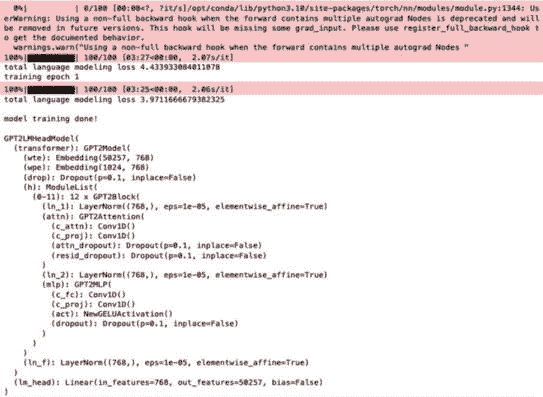 0%| | 0/100 [00:00<?, ?it/s]/opt/conda/lib/python3.10/site-packages/torch/nn/modules/module.py:1344: Us
erWarning: Using a non-full backward hook when the forward contains multiple autograd Nodes is deprecated and will
be removed in future versions. This hook will be missing some grad_input. Please use register_full_backward_hook t
o get the documented behavior.
warnings.warn("Using a non-full backward hook when the forward contains multiple autograd Nodes "
100%|██████████| 100/100 [03:27<00:00, 2.07s/it]
total language modeling loss 4.433933084011078
training epoch 1
100%|██████████| 100/100 [03:25<00:00, 2.06s/it]
total language modeling loss 3.9711666679382325
model training done!
GPT2LMHeadModel(
(transformer): GPT2Model(
(wte): Embedding(50257, 768)
(wpe): Embedding(1024, 768)
(drop): Dropout(p=0.1, inplace=False)
(h): ModuleList(
(0-11): 12 x GPT2Block(
(ln_1): LayerNorm((768,), eps=1e-05, elementwise_affine=True)
(attn): GPT2Attention(
(c_attn): Conv1D()
(c_proj): Conv1D()
(attn_dropout): Dropout(p=0.1, inplace=False)
(resid_dropout): Dropout(p=0.1, inplace=False)
)
(ln_2): LayerNorm((768,), eps=1e-05, elementwise_affine=True)
(mlp): GPT2MLP(
(c_fc): Conv1D()
(c_proj): Conv1D()
(act): NewGELUActivation()
(dropout): Dropout(p=0.1, inplace=False)
)
)
)
(ln_f): LayerNorm((768,), eps=1e-05, elementwise_affine=True)
)
(lm_head): Linear(in_features=768, out_features=50257, bias=False)
)